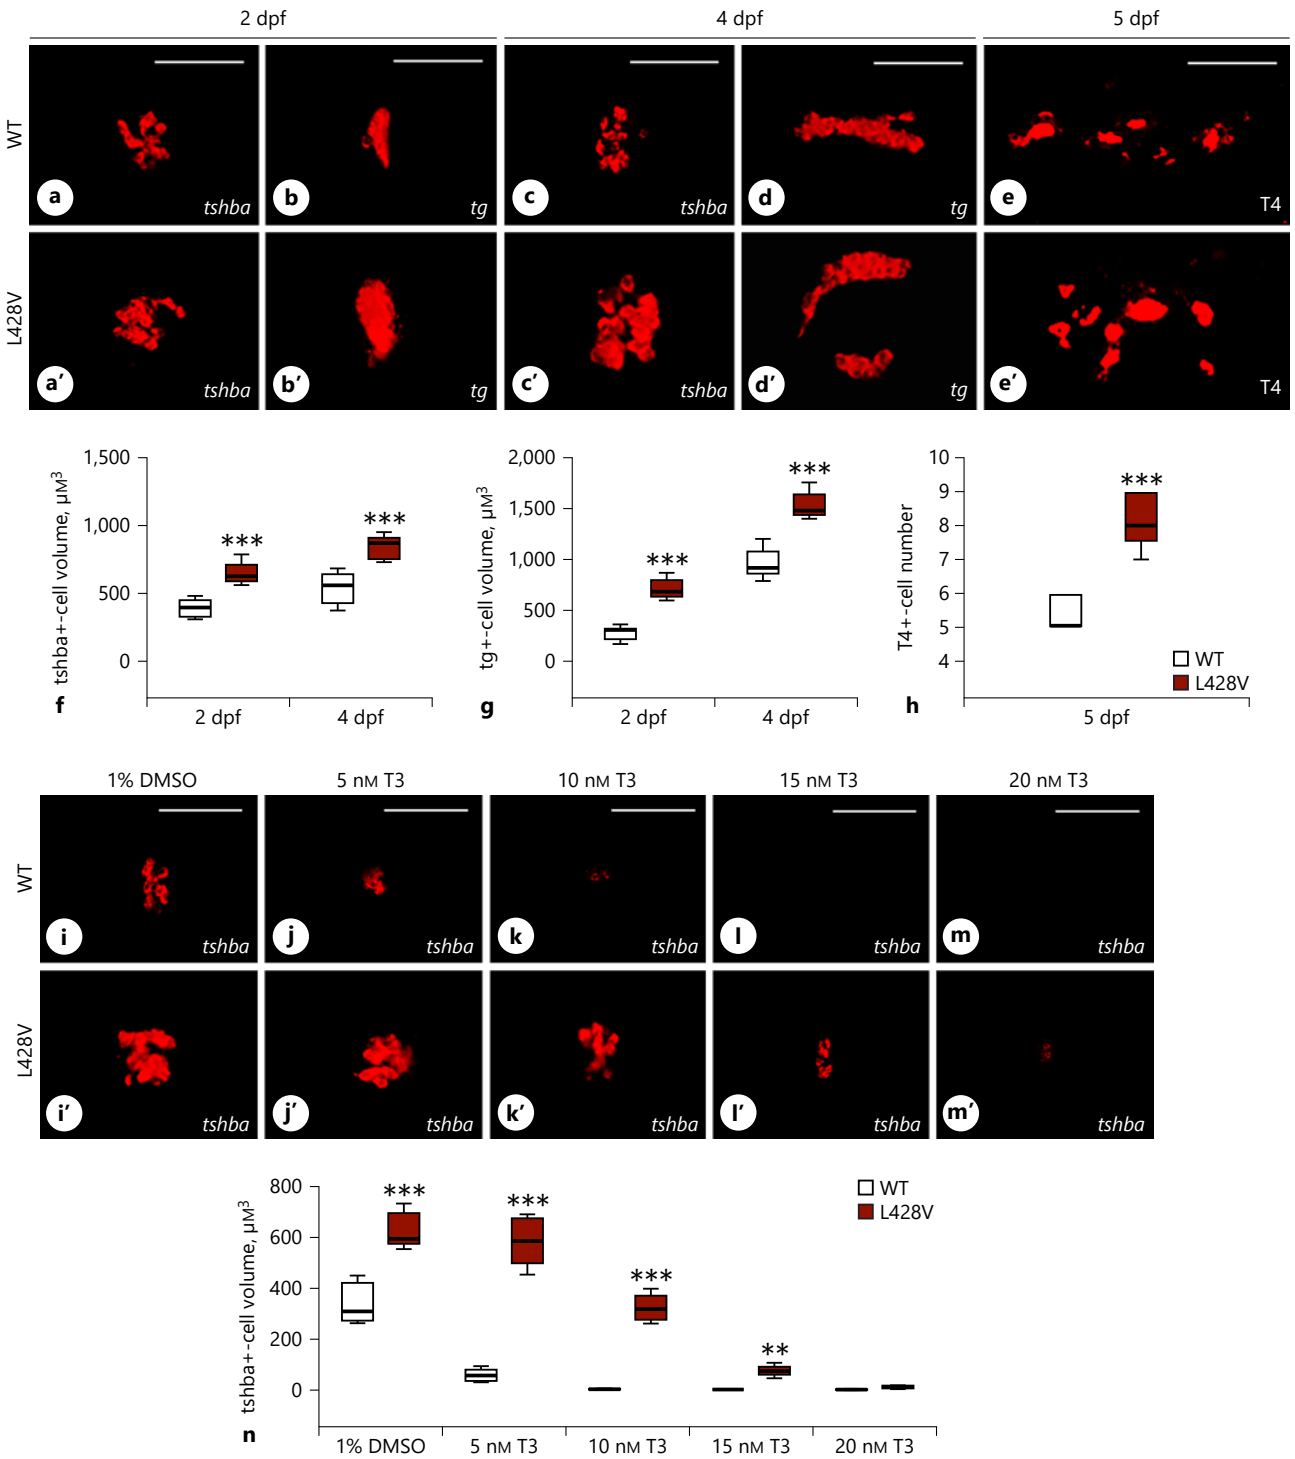 2 dpf 4 dpf 5 dpf
WT
a tshba b tg c tshba d tg e T4
L428V
a′ tshba b′ tg c′ tshba d′ tg e′ T4
tshba+-cell volume, µM³
1,500
1,000
500
0
*** ***
2 dpf 4 dpf
f
tg+-cell volume, µM³
2,000
1,500
1,000
500
0
*** ***
2 dpf 4 dpf
g
T4+-cell number
10
9
8
7
6
5
4
***
WT
L428V
5 dpf
h
1% DMSO 5 nM T3 10 nM T3 15 nM T3 20 nM T3
WT
i tshba j tshba k tshba l tshba m tshba
L428V
i′ tshba j′ tshba k′ tshba l′ tshba m′ tshba
tshba+-cell volume, µM³
800
600
400
200
0
*** *** *** **
WT
L428V
1% DMSO 5 nM T3 10 nM T3 15 nM T3 20 nM T3
n